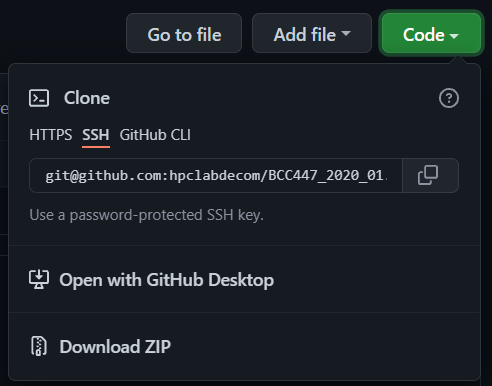 Go to file Add file Code
Clone
HTTPS SSH GitHub CLI
git@github.com:hpclabdecom/BCC447_2020_01.
Use a password-protected SSH key.
Open with GitHub Desktop
Download ZIP